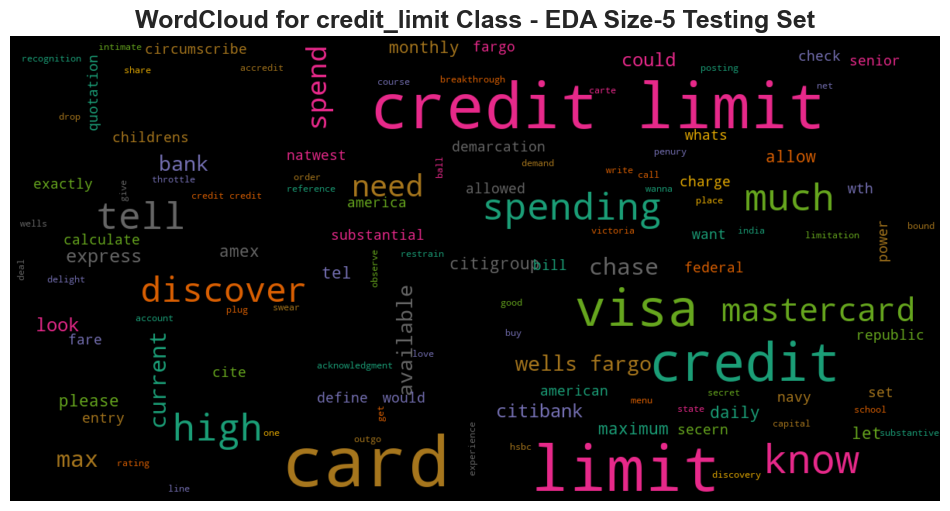 WordCloud for credit_limit Class - EDA Size-5 Testing Set
intimate
circumscribe
monthly
fargo
recognition
share
accredit
quotation
spend
course
breakthrough
could
check
senior
posting
net
carte
credit limit
drop
childrens
whats
bank
natwest
ball
demarcation
demand
penury
allow
throttle
order
write
call
exactly
give
credit credit
reference
need
america
allowed
wanna
charge
place
much
wth
tell
spending
wells
calculate
express
amex
substantial
victoria
want
india
limitation
power
bound
deal
delight
tel
observe
restrain
citigroup
bill
chase
federal
discover
plug
swear
available
good
visa
mastercard
look
account
fare
current
buy
republic
cite
acknowledgment
love
wells fargo
credit
please
define
would
american
secret
navy
set
entry
get
citibank
menu
state
daily
school
capital
high
one
outgo
maximum
secern
let
substantive
max
rating
card
experience
hsbc
limit
know
discovery
line